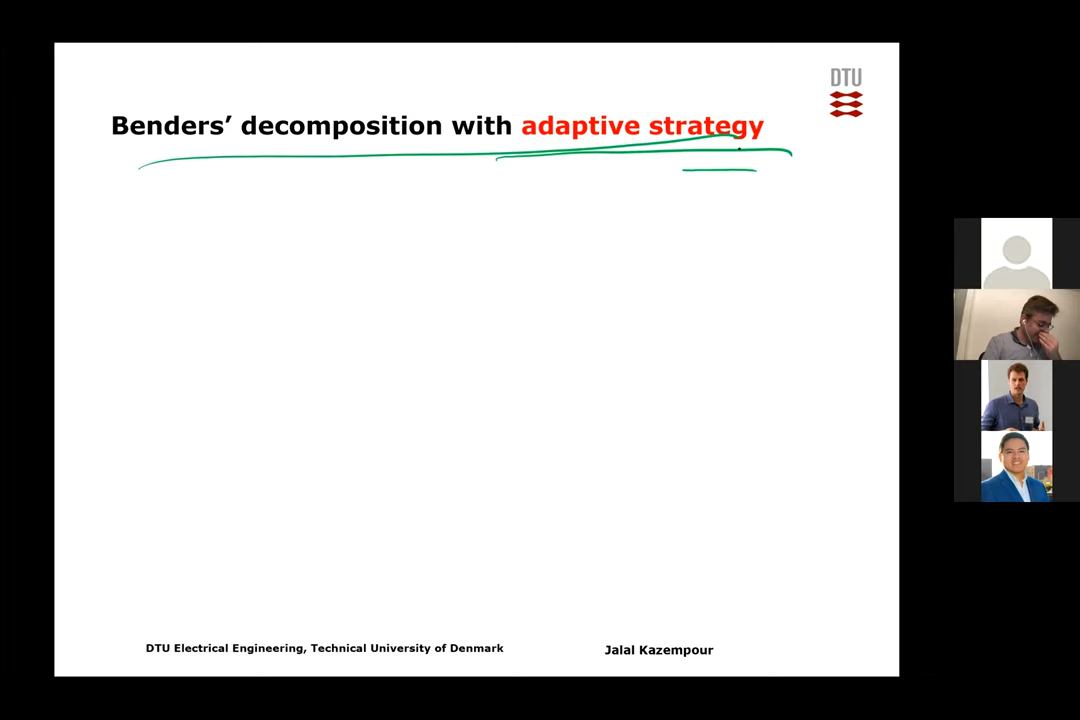 DTU
Benders’ decomposition with adaptive strategy
DTU Electrical Engineering, Technical University of Denmark
Jalal Kazempour